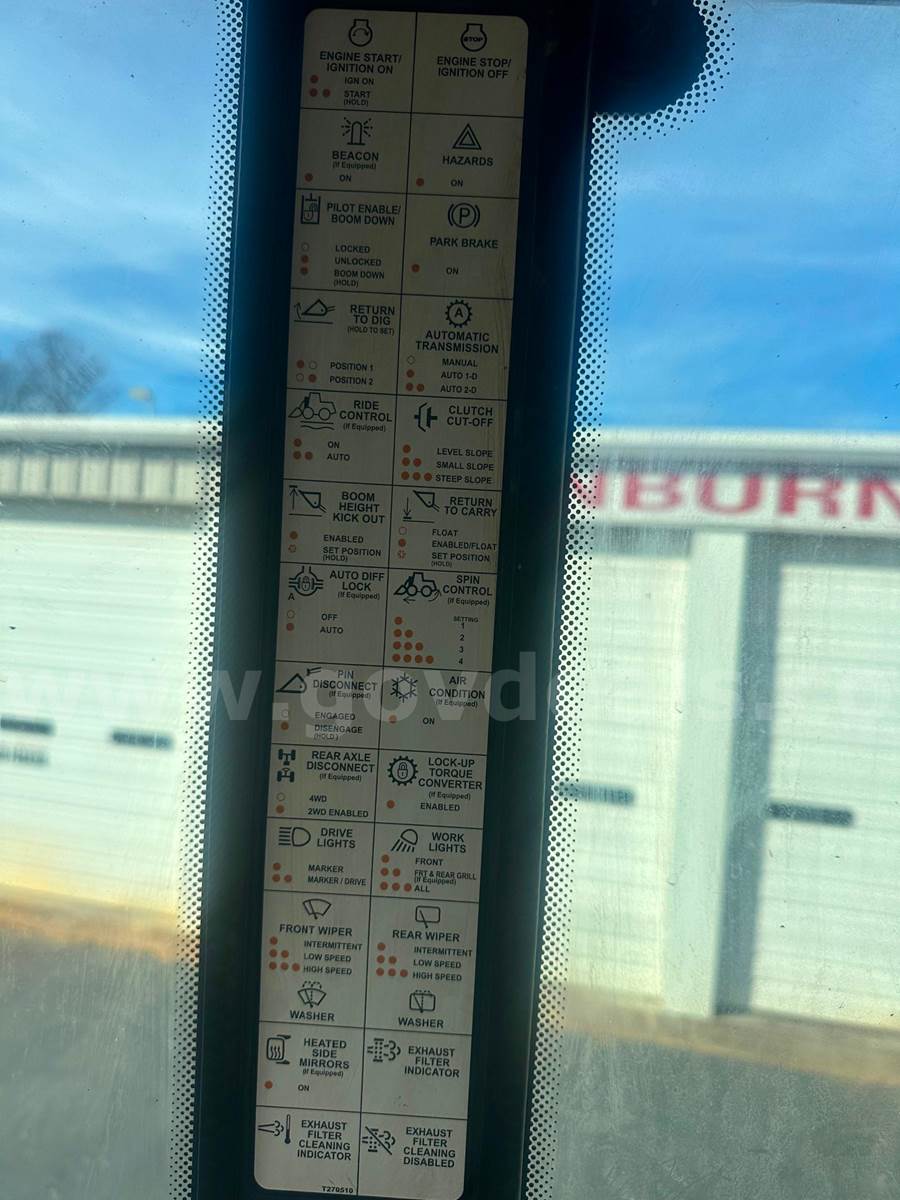 ENGINE START/
IGNITION ON
IGN ON
START
(HOLD)
STOP
ENGINE STOP/
IGNITION OFF
BEACON
(If Equipped)
ON
HAZARDS
ON
PILOT ENABLE/
BOOM DOWN
LOCKED
UNLOCKED
BOOM DOWN
(HOLD)
P
PARK BRAKE
ON
RETURN
TO DIG
(HOLD TO SET)
POSITION 1
POSITION 2
A
AUTOMATIC
TRANSMISSION
MANUAL
AUTO 1-D
AUTO 2-D
RIDE
CONTROL
(If Equipped)
ON
AUTO
CLUTCH
CUT-OFF
LEVEL SLOPE
SMALL SLOPE
STEEP SLOPE
BOOM
HEIGHT
KICK OUT
ENABLED
SET POSITION
(HOLD)
RETURN
TO CARRY
FLOAT
ENABLED/FLOAT
SET POSITION
(HOLD)
AUTO DIFF
LOCK
(If Equipped)
A
OFF
AUTO
SPIN
CONTROL
(If Equipped)
SETTING
1
2
3
4
PIN
DISCONNECT
(If Equipped)
ENGAGED
DISENGAGE
(HOLD)
AIR
CONDITION
(If Equipped)
ON
REAR AXLE
DISCONNECT
(If Equipped)
4WD
2WD ENABLED
LOCK-UP
TORQUE
CONVERTER
(If Equipped)
ENABLED
DRIVE
LIGHTS
MARKER
MARKER / DRIVE
WORK
LIGHTS
FRONT
FRT & REAR GRILL
(If Equipped)
ALL
FRONT WIPER
INTERMITTENT
LOW SPEED
HIGH SPEED
WASHER
REAR WIPER
INTERMITTENT
LOW SPEED
HIGH SPEED
WASHER
HEATED
SIDE
MIRRORS
(If Equipped)
ON
EXHAUST
FILTER
INDICATOR
EXHAUST
FILTER
CLEANING
INDICATOR
T270510
EXHAUST
FILTER
CLEANING
DISABLED
BURN